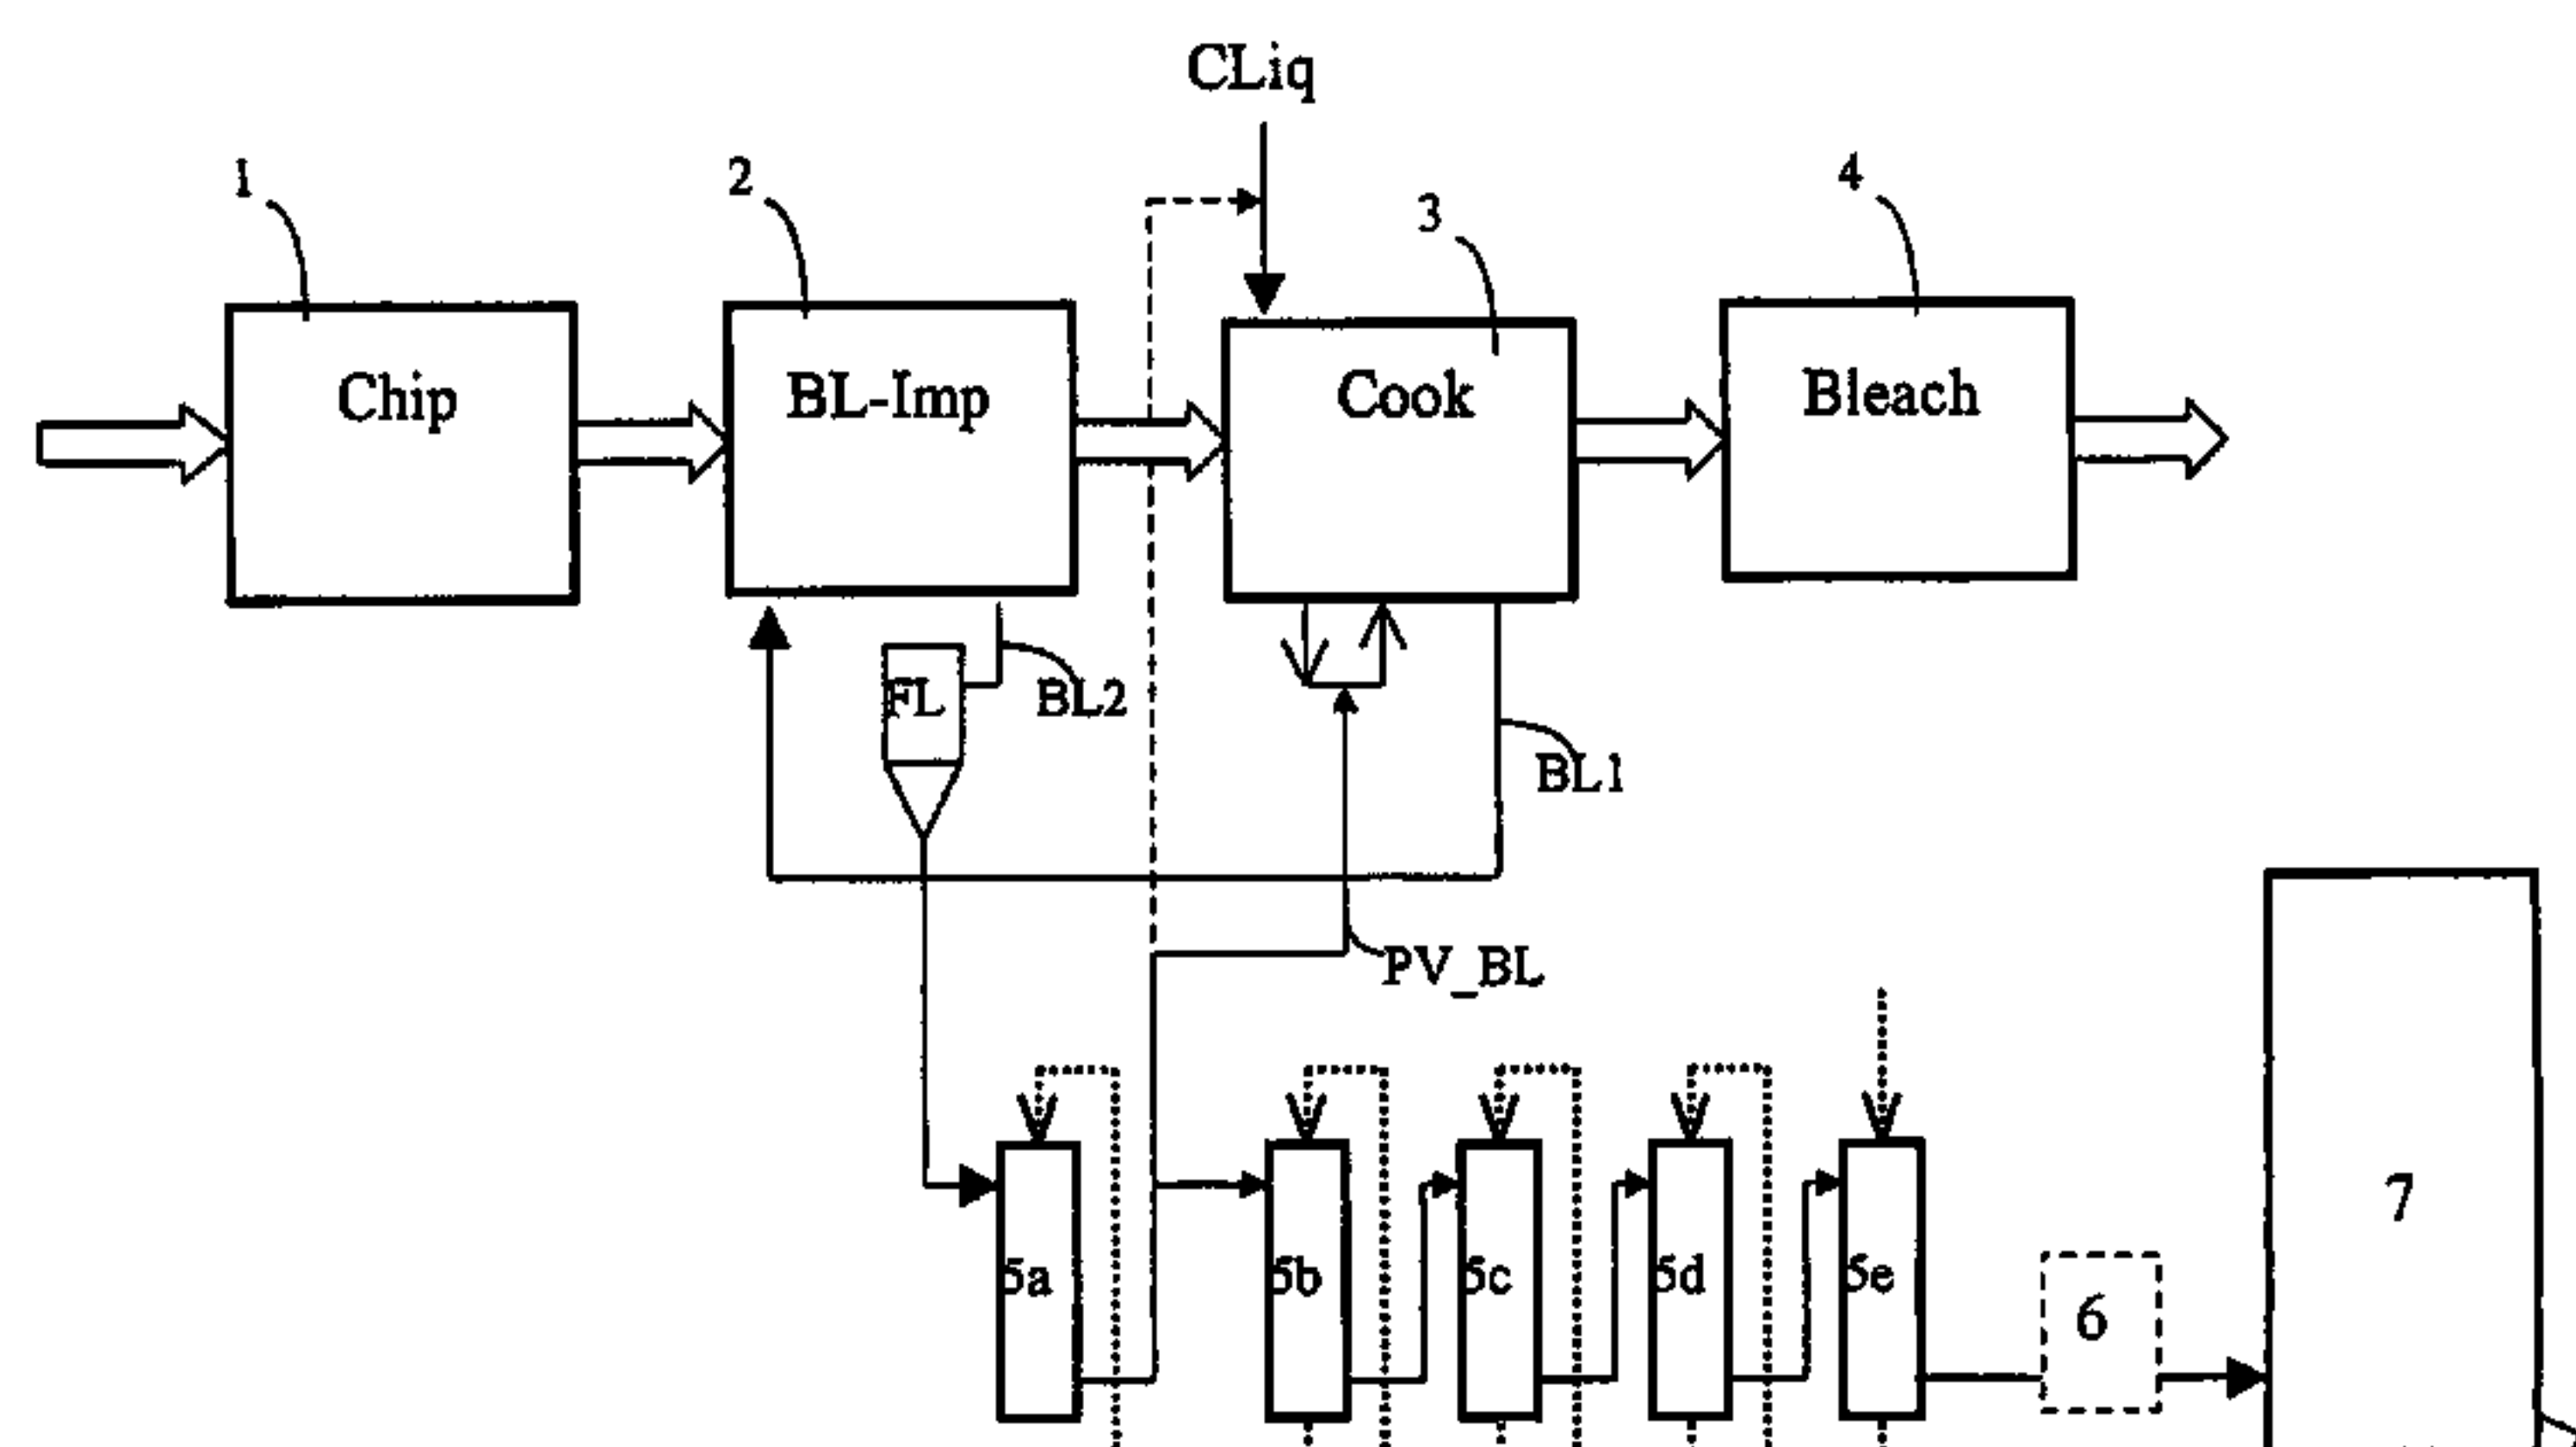 CLiq
1
2
3
4
Chip
BL-Imp
Cook
Bleach
FL
BL2
BL1
PV_BL
5a
5b
5c
5d
5e
6
7